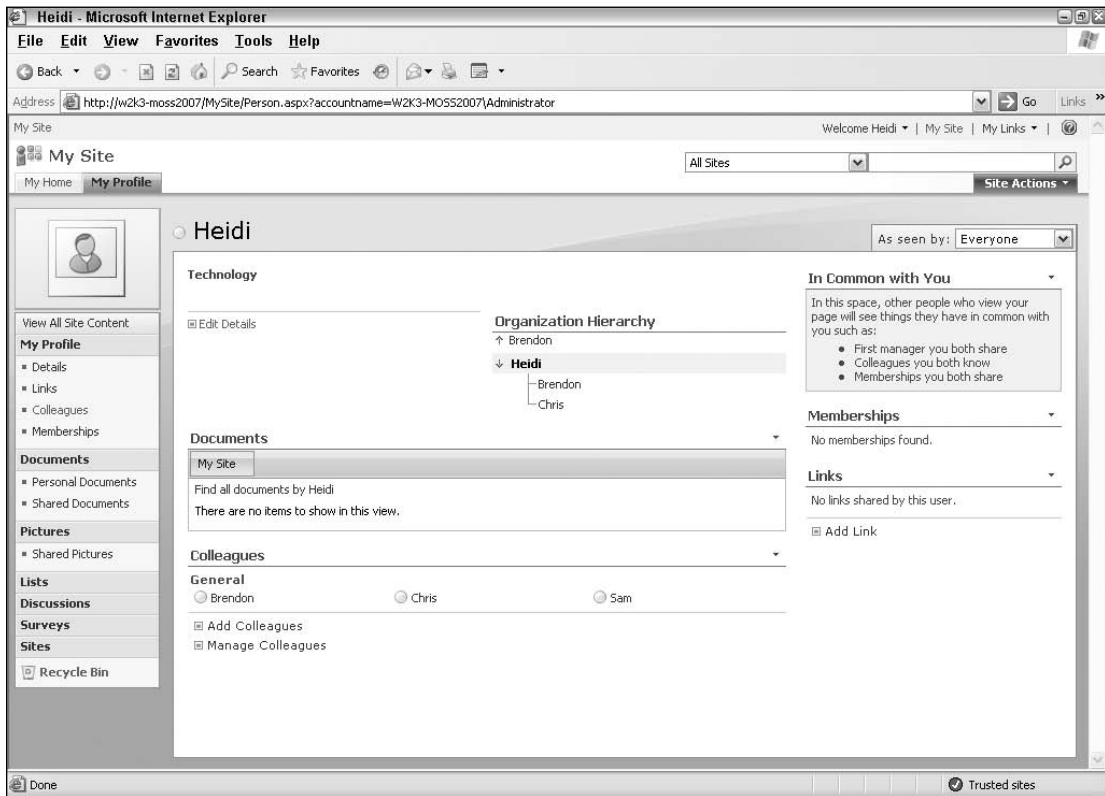 Heidi - Microsoft Internet Explorer
File Edit View Favorites Tools Help
Back Search Favorites
Address http://w2k3-moss2007/MySite/Person.aspx?accountname=W2K3-MOSS2007\Administrator Go Links »
My Site Welcome Heidi | My Site | My Links |
My Site
All Sites
My Home My Profile Site Actions
Heidi
As seen by: Everyone
Technology
Edit Details
Organization Hierarchy
↑ Brendon
↓ Heidi
Brendon
Chris
Documents
My Site
Find all documents by Heidi
There are no items to show in this view.
Colleagues
General
Brendon Chris Sam
Add Colleagues
Manage Colleagues
In Common with You
In this space, other people who view your
page will see things they have in common with
you such as:
• First manager you both share
• Colleagues you both know
• Memberships you both share
Memberships
No memberships found.
Links
No links shared by this user.
Add Link
View All Site Content
My Profile
Details
Links
Colleagues
Memberships
Documents
Personal Documents
Shared Documents
Pictures
Shared Pictures
Lists
Discussions
Surveys
Sites
Recycle Bin
Done Trusted sites